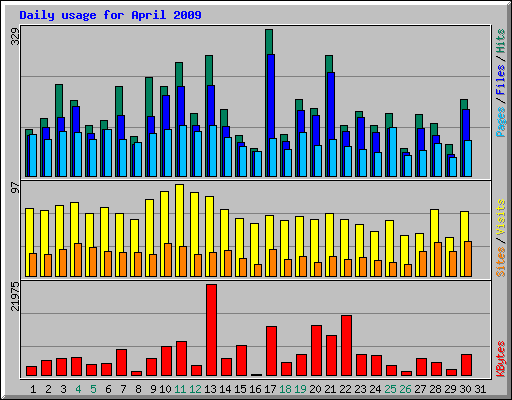 Daily usage for April 2009
329
Pages / Files / Hits
97
Sites / Visits
21975
KBytes
1 2 3 4 5 6 7 8 9 10 11 12 13 14 15 16 17 18 19 20 21 22 23 24 25 26 27 28 29 30 31